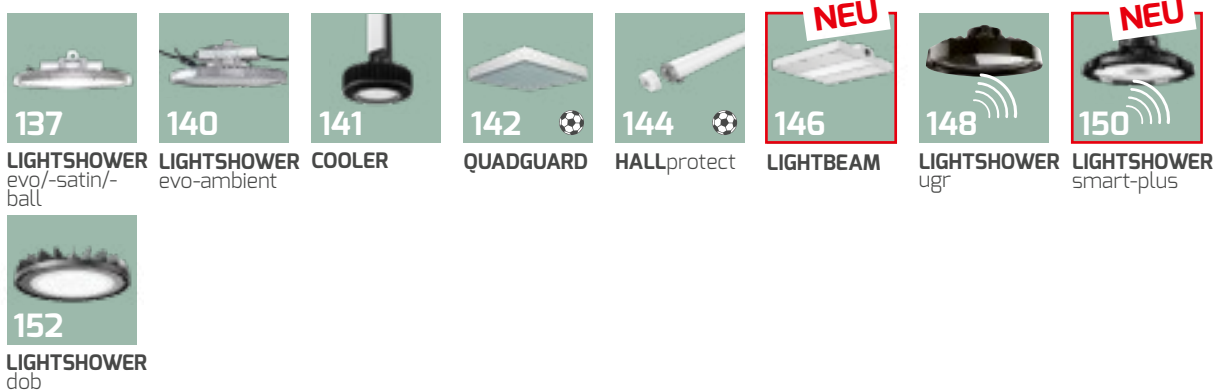 137
LIGHTSHOWER
evo/-satin/-
ball
140
LIGHTSHOWER
evo-ambient
141
COOLER
142
QUADGUARD
144
HALLprotect
NEU
146
LIGHTBEAM
148
LIGHTSHOWER
ugr
NEU
150
LIGHTSHOWER
smart-plus
152
LIGHTSHOWER
dob